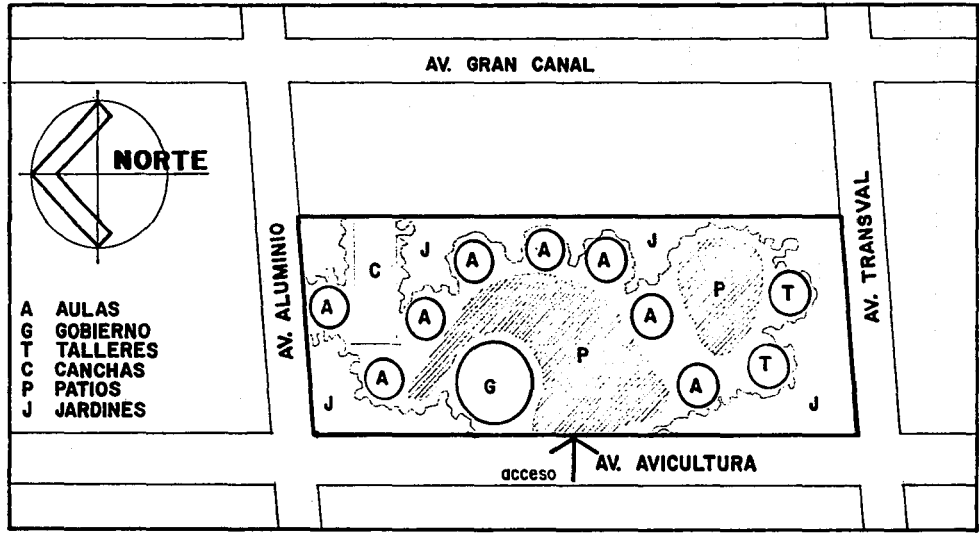 AV. GRAN CANAL
NORTE
AV. ALUMINIO
AV. TRANSVAL
A AULAS
G GOBIERNO
T TALLERES
C CANCHAS
P PATIOS
J JARDINES
J
J
A
A
A
C
P
T
A
A
A
P
T
A
G
A
J
J
acceso
AV. AVICULTURA